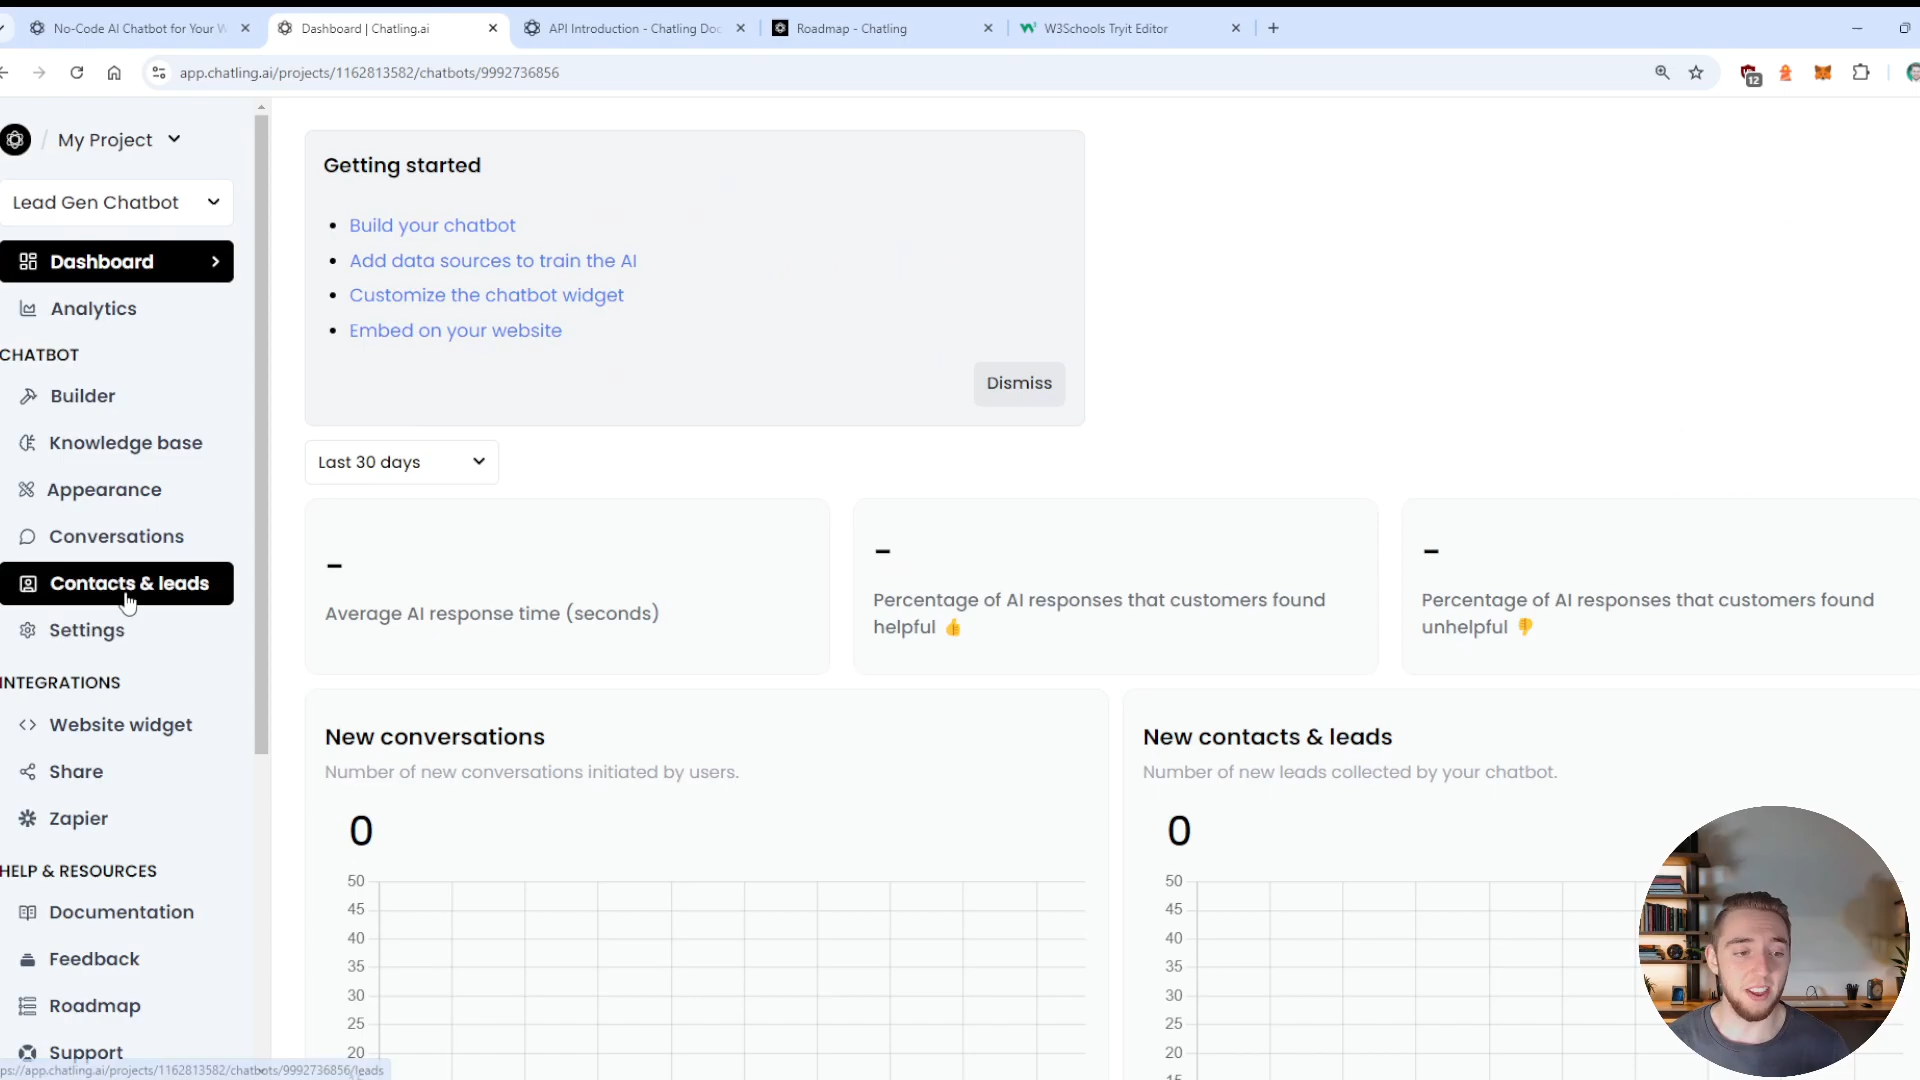 No-Code AI Chatbot for Your W
Dashboard | Chatling.ai
API Introduction - Chatling Doc
Roadmap - Chatling
W3Schools Tryit Editor
app.chatling.ai/projects/1162813582/chatbots/9992736856
12
/ My Project
Lead Gen Chatbot
Dashboard
Analytics
CHATBOT
Builder
Knowledge base
Appearance
Conversations
Contacts & leads
Settings
INTEGRATIONS
Website widget
Share
Zapier
HELP & RESOURCES
Documentation
Feedback
Roadmap
Support
ps://app.chatling.ai/projects/1162813582/chatbots/9992736856/leads
Getting started
• Build your chatbot
• Add data sources to train the AI
• Customize the chatbot widget
• Embed on your website
Dismiss
Last 30 days
-
Average AI response time (seconds)
-
Percentage of AI responses that customers found
helpful 👍
-
Percentage of AI responses that customers found
unhelpful 👎
New conversations
Number of new conversations initiated by users.
0
50
45
40
35
30
25
20
New contacts & leads
Number of new leads collected by your chatbot.
0
50
45
40
35
30
25
20
15